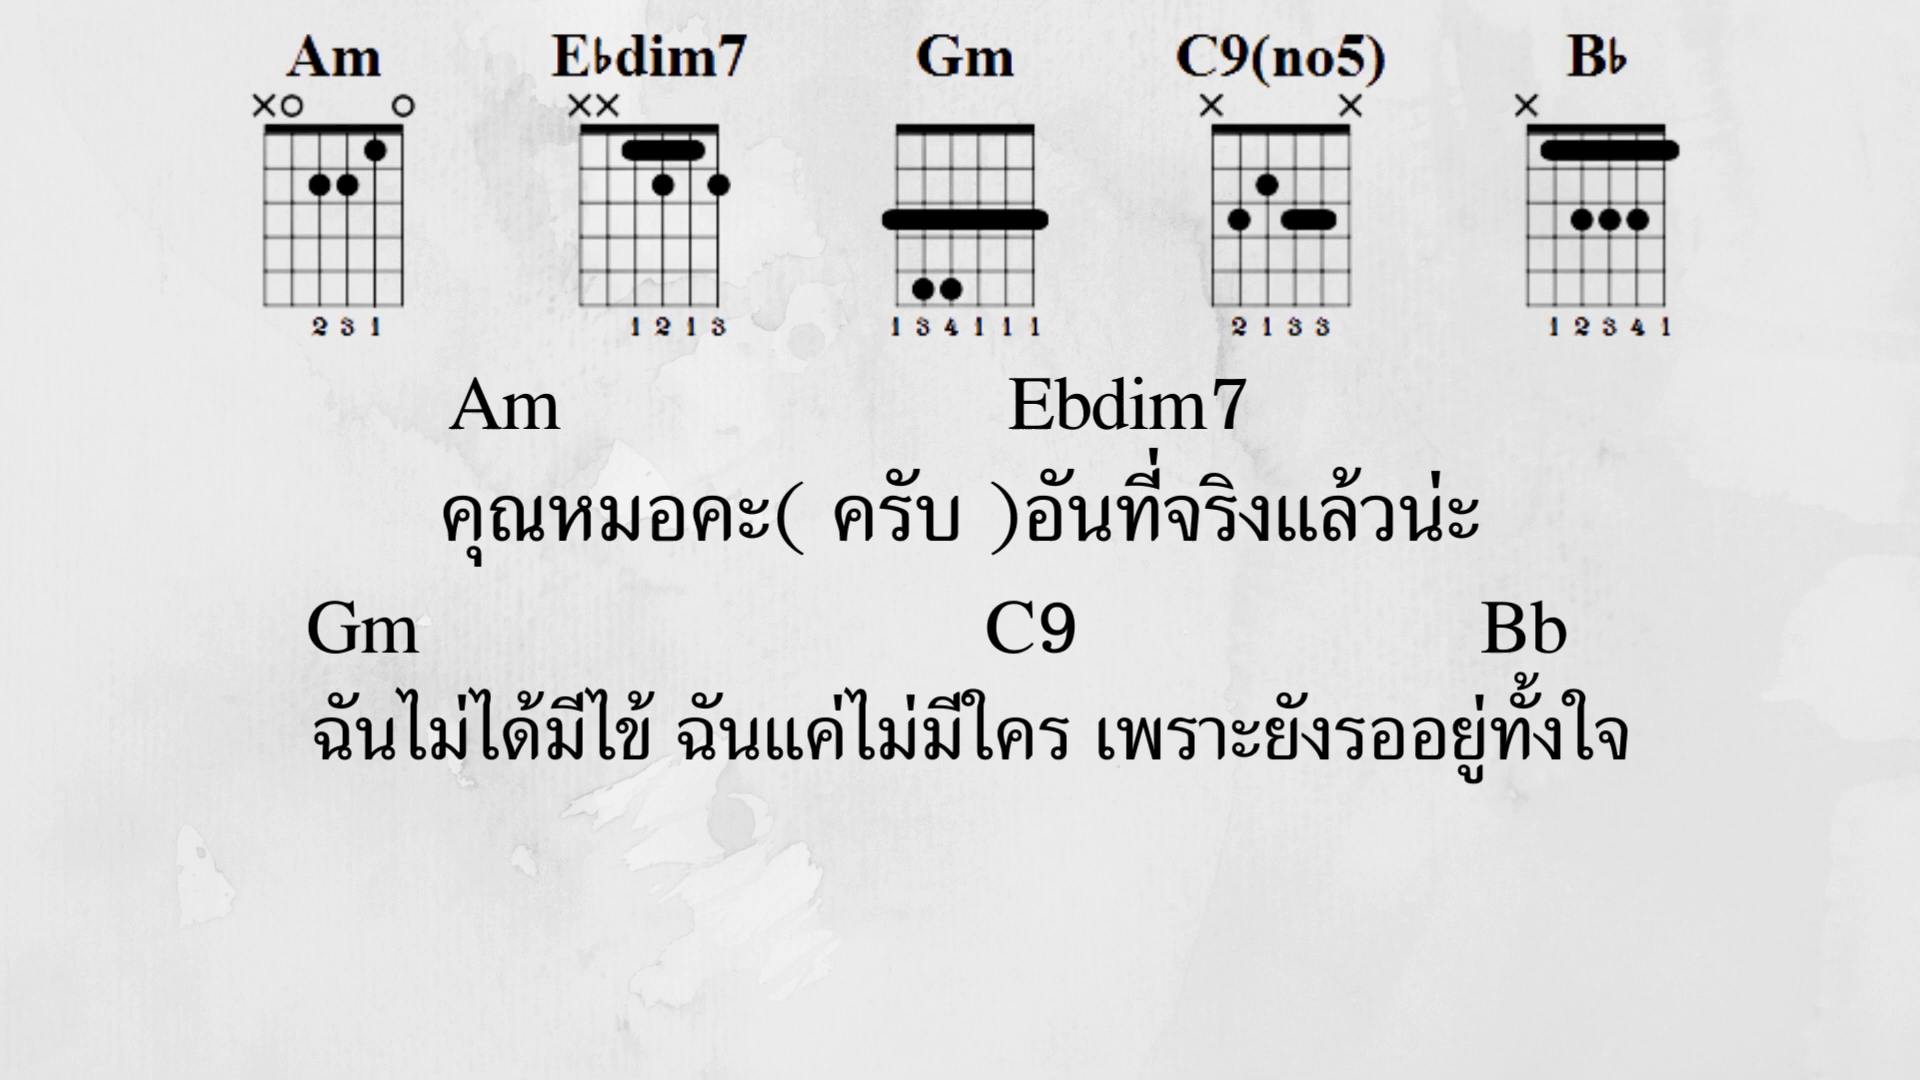 Am E♭dim7 Gm C9(no5) B♭
×○ ○ ×× × × ×
2 3 1 1 2 1 3 1 3 4 1 1 1 2 1 3 3 1 2 3 4 1
Am Ebdim7
คุณหมอคะ( ครับ )อันที่จริงแล้วน่ะ
Gm C9 Bb
ฉันไม่ได้มีไข้ ฉันแค่ไม่มีใคร เพราะยังรออยู่ทั้งใจ